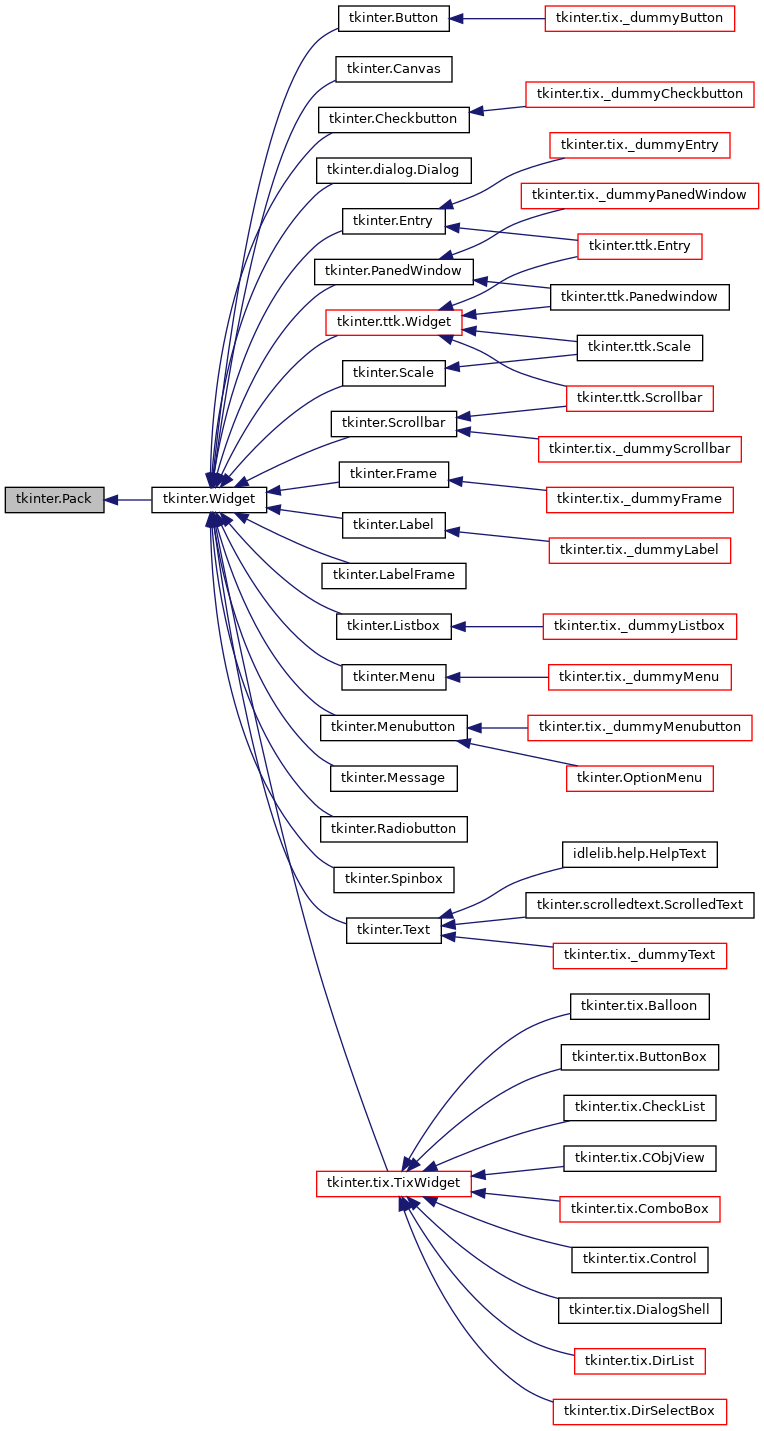 tkinter.Button
tkinter.tix._dummyButton
tkinter.Canvas
tkinter.tix._dummyCheckbutton
tkinter.Checkbutton
tkinter.tix._dummyEntry
tkinter.dialog.Dialog
tkinter.tix._dummyPanedWindow
tkinter.Entry
tkinter.ttk.Entry
tkinter.PanedWindow
tkinter.ttk.Panedwindow
tkinter.ttk.Widget
tkinter.ttk.Scale
tkinter.Scale
tkinter.ttk.Scrollbar
tkinter.Scrollbar
tkinter.tix._dummyScrollbar
tkinter.Frame
tkinter.Pack
tkinter.Widget
tkinter.tix._dummyFrame
tkinter.Label
tkinter.tix._dummyLabel
tkinter.LabelFrame
tkinter.Listbox
tkinter.tix._dummyListbox
tkinter.Menu
tkinter.tix._dummyMenu
tkinter.Menubutton
tkinter.tix._dummyMenubutton
tkinter.Message
tkinter.OptionMenu
tkinter.Radiobutton
idlelib.help.HelpText
tkinter.Spinbox
tkinter.scrolledtext.ScrolledText
tkinter.Text
tkinter.tix._dummyText
tkinter.tix.Balloon
tkinter.tix.ButtonBox
tkinter.tix.CheckList
tkinter.tix.CObjView
tkinter.tix.TixWidget
tkinter.tix.ComboBox
tkinter.tix.Control
tkinter.tix.DialogShell
tkinter.tix.DirList
tkinter.tix.DirSelectBox